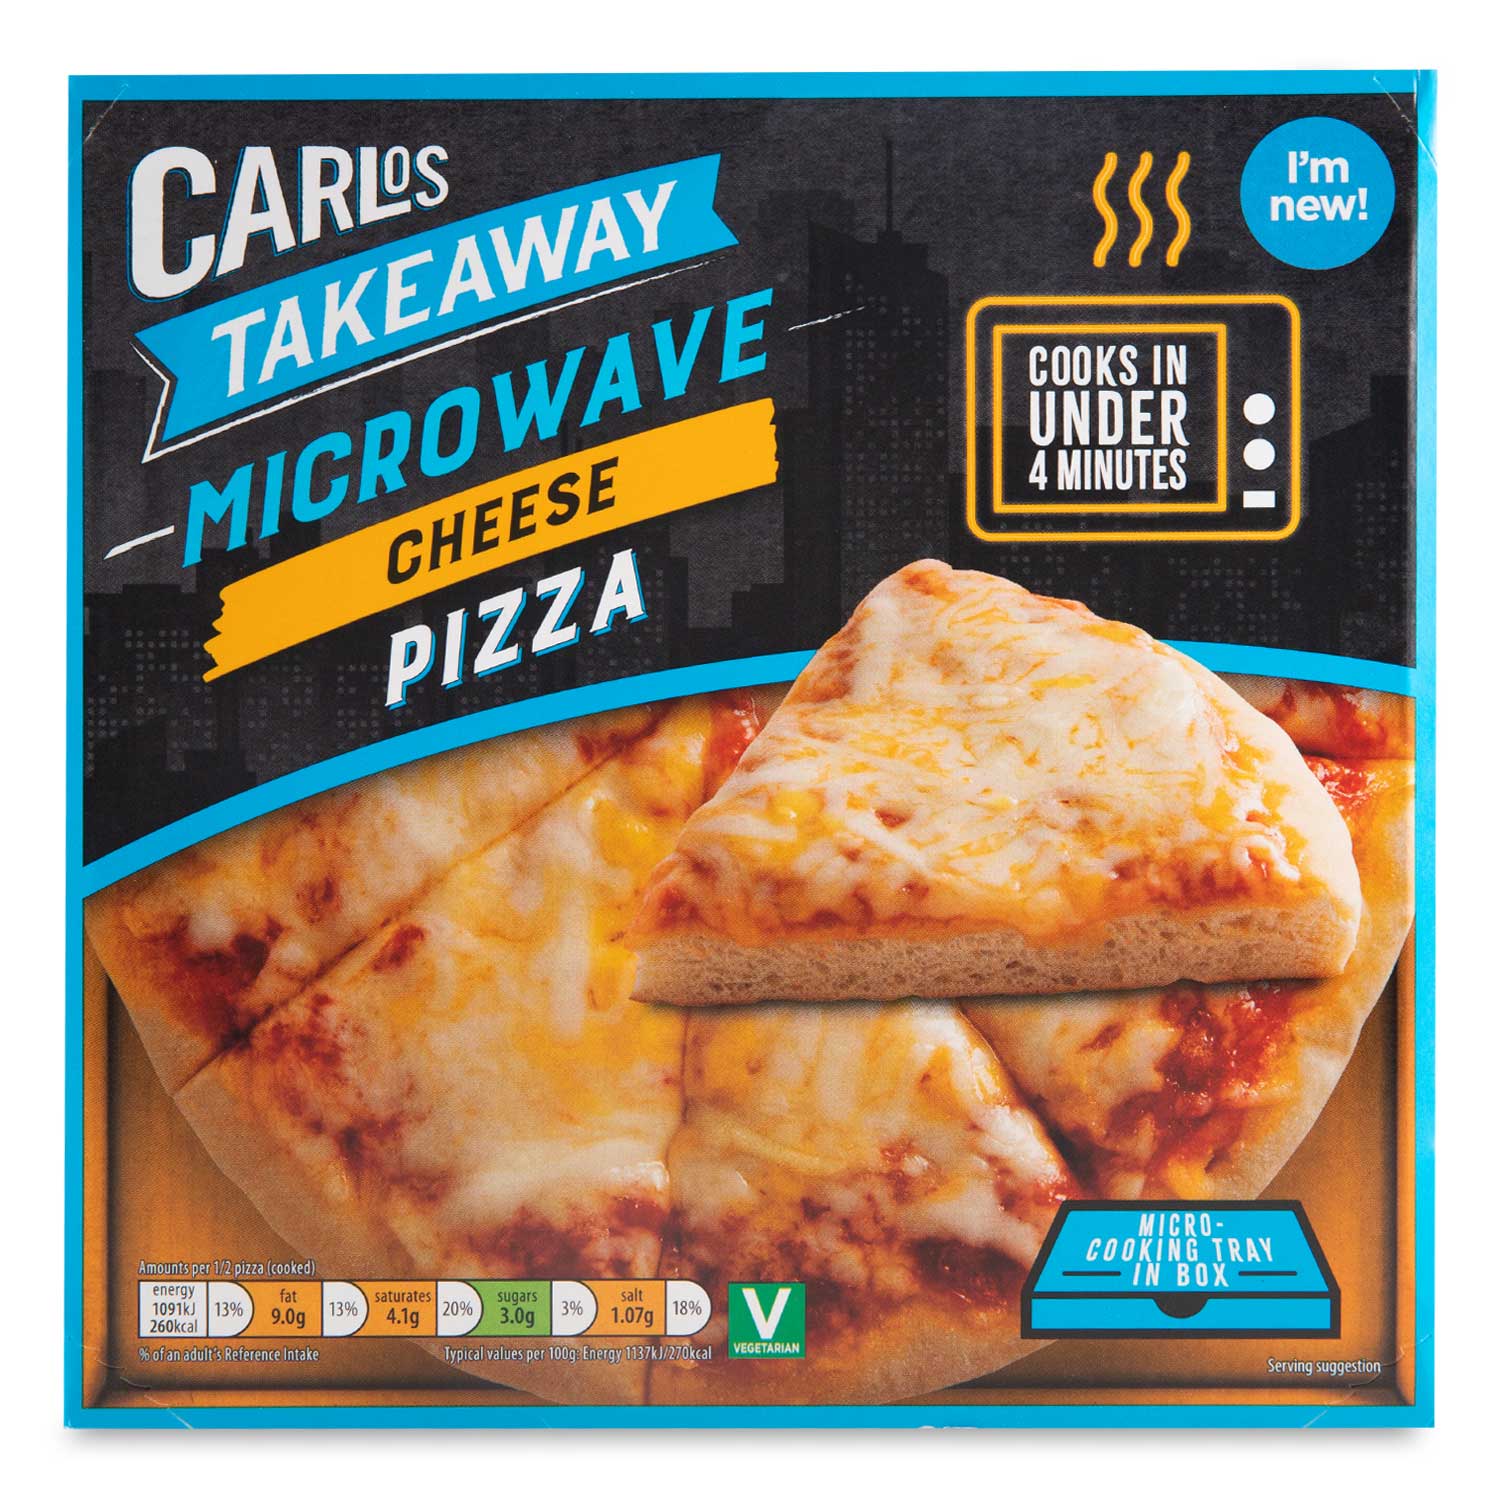 CARLOS
TAKEAWAY
MICROWAVE
CHEESE
PIZZA
I'm
new!
COOKS IN
UNDER
4 MINUTES
MICRO-
COOKING TRAY
IN BOX
Amounts per 1/2 pizza (cooked)
energy
1091kJ
260kcal
13%
fat
9.0g
13%
saturates
4.1g
20%
sugars
3.0g
3%
salt
1.07g
18%
% of an adult's Reference Intake
Typical values per 100g: Energy 1137kJ/270kcal
V
VEGETARIAN
Serving suggestion